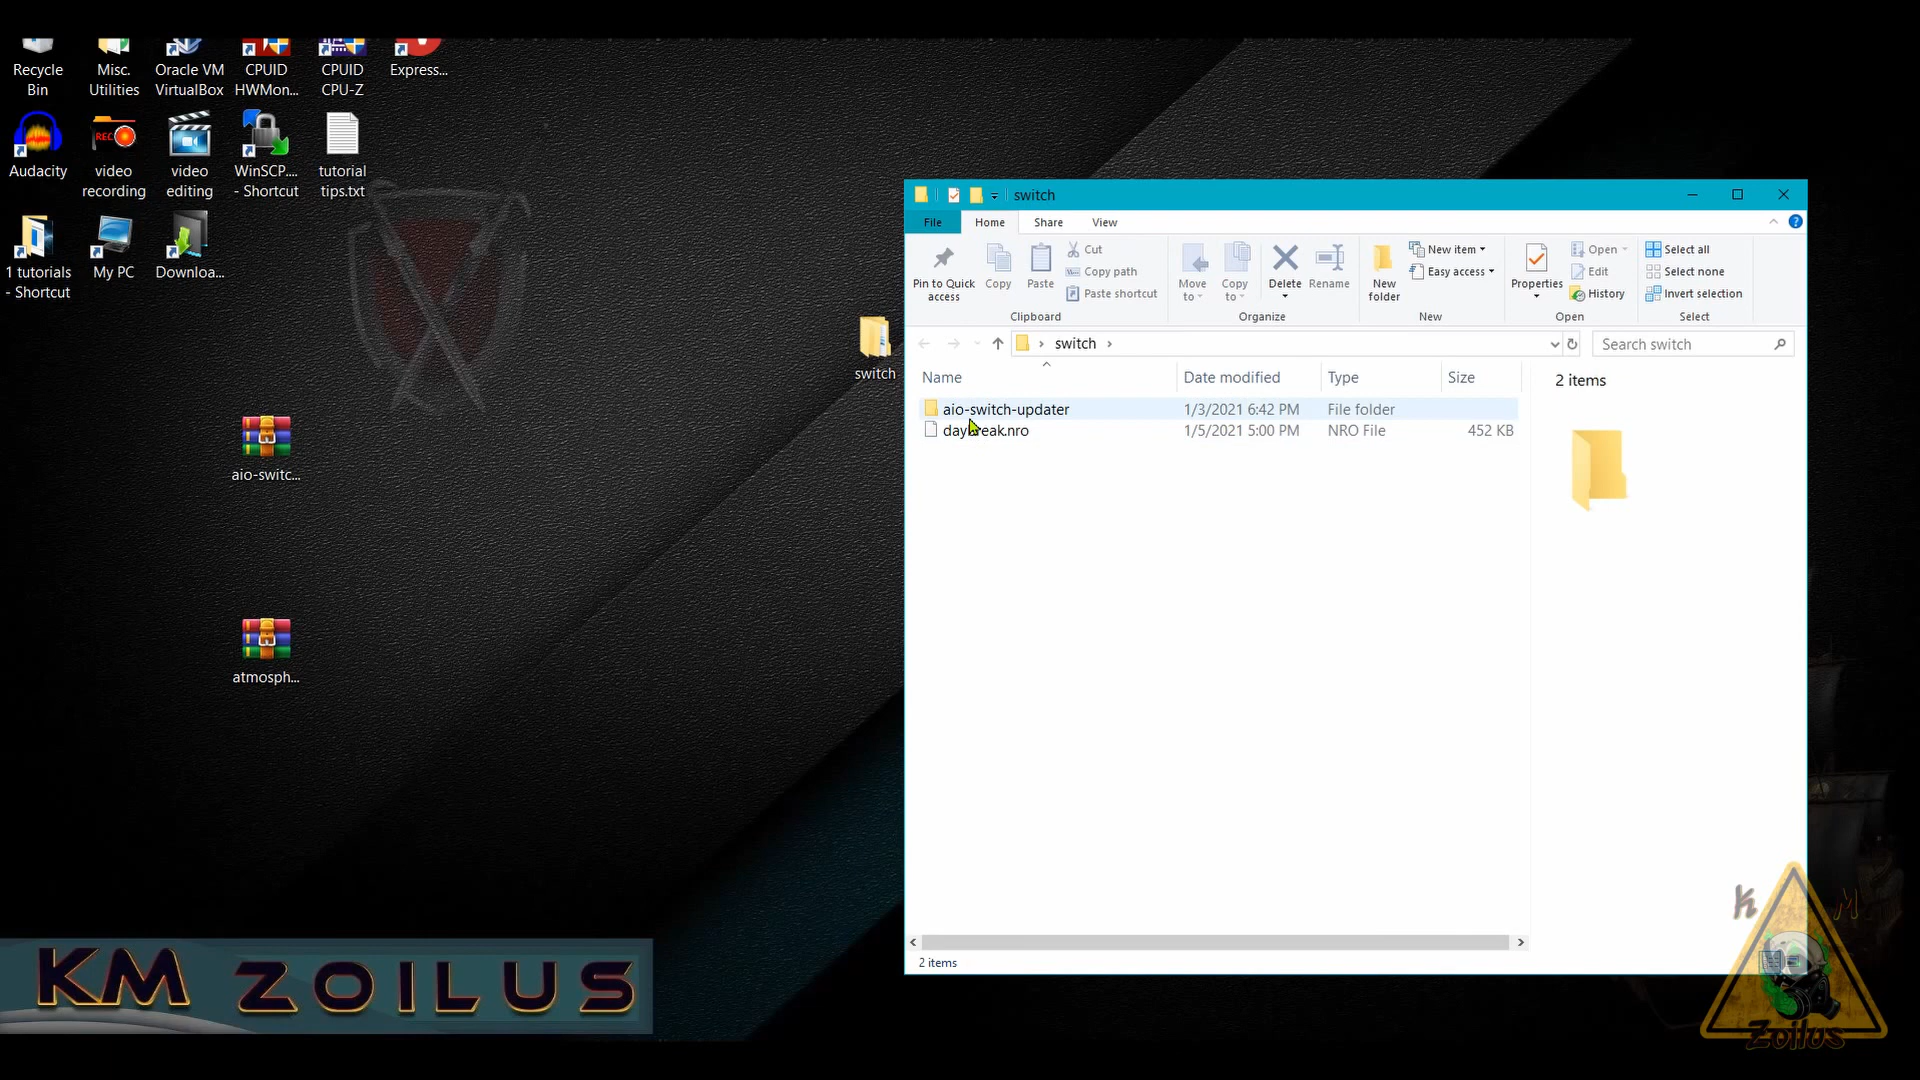 Recycle
Bin
Misc.
Utilities
Oracle VM
VirtualBox
CPUID
HWMon...
CPUID
CPU-Z
Express...
Audacity
REC
video
recording
video
editing
WinSCP....
- Shortcut
tutorial
tips.txt
1 tutorials
- Shortcut
My PC
Downloa...
aio-switc...
atmosph...
switch
switch
File
Home
Share
View
Pin to Quick
access
Copy
Paste
Cut
Copy path
Paste shortcut
Clipboard
Move
to
Copy
to
Delete
Rename
Organize
New
folder
New item
Easy access
New
Properties
Open
Edit
History
Open
Select all
Select none
Invert selection
Select
switch
Search switch
Name
Date modified
Type
Size
aio-switch-updater 1/3/2021 6:42 PM File folder
daybreak.nro 1/5/2021 5:00 PM NRO File 452 KB
2 items
2 items
KM ZOILUS
K M
Zoilus